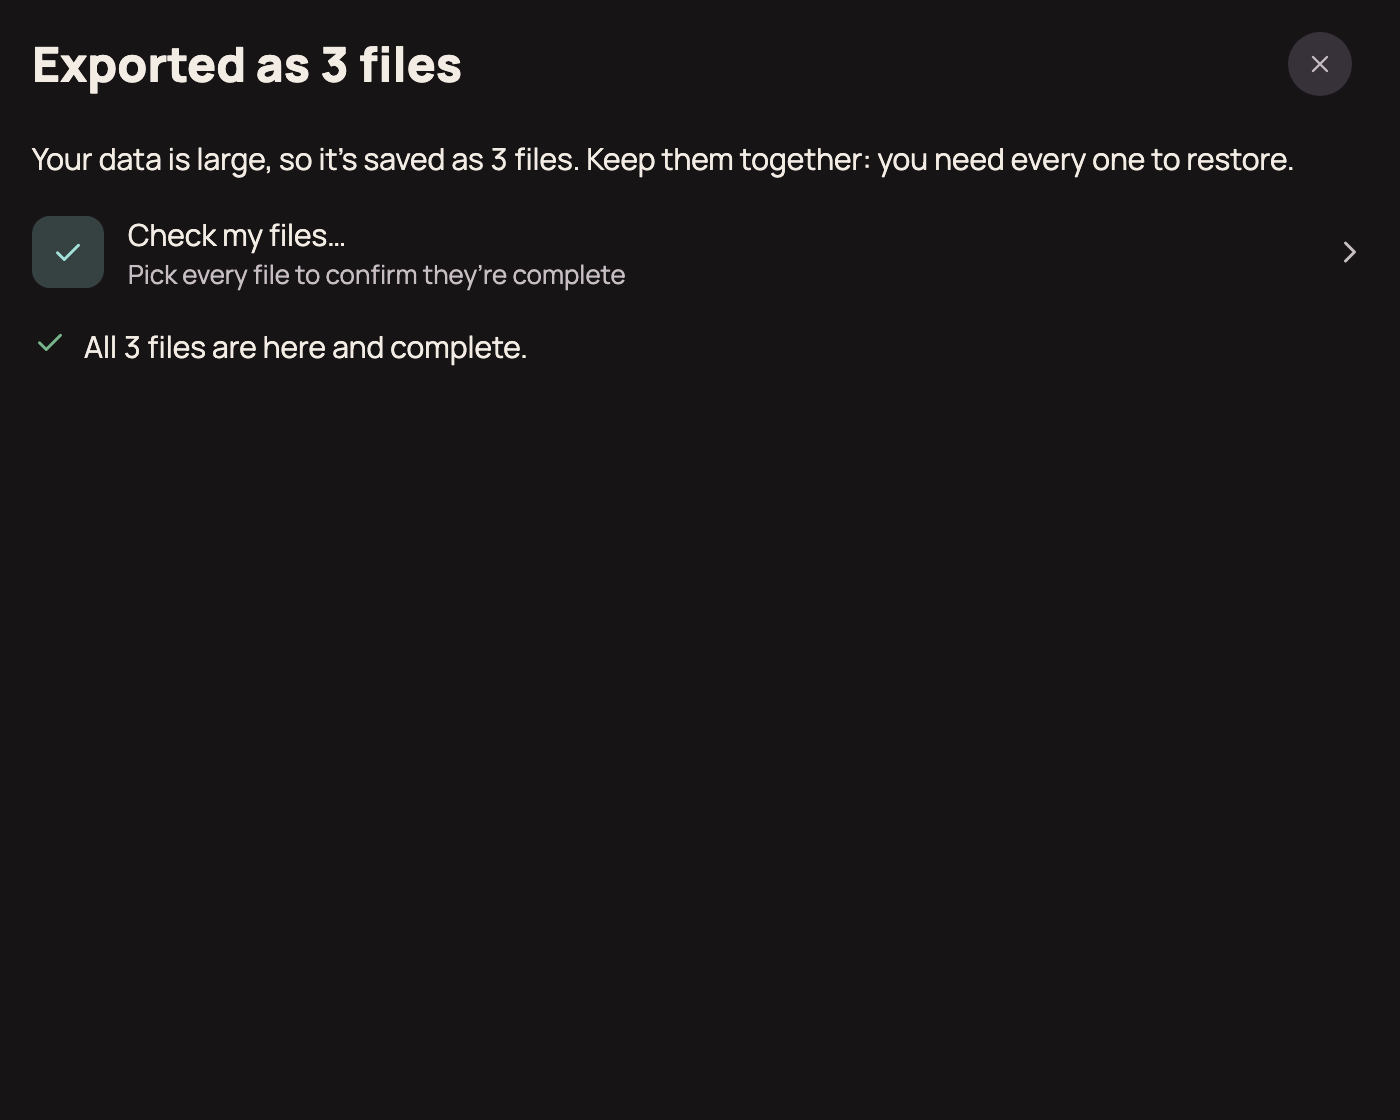 Exported as 3 files
Your data is large, so it’s saved as 3 files. Keep them together: you need every one to restore.
Check my files…
Pick every file to confirm they’re complete
All 3 files are here and complete.